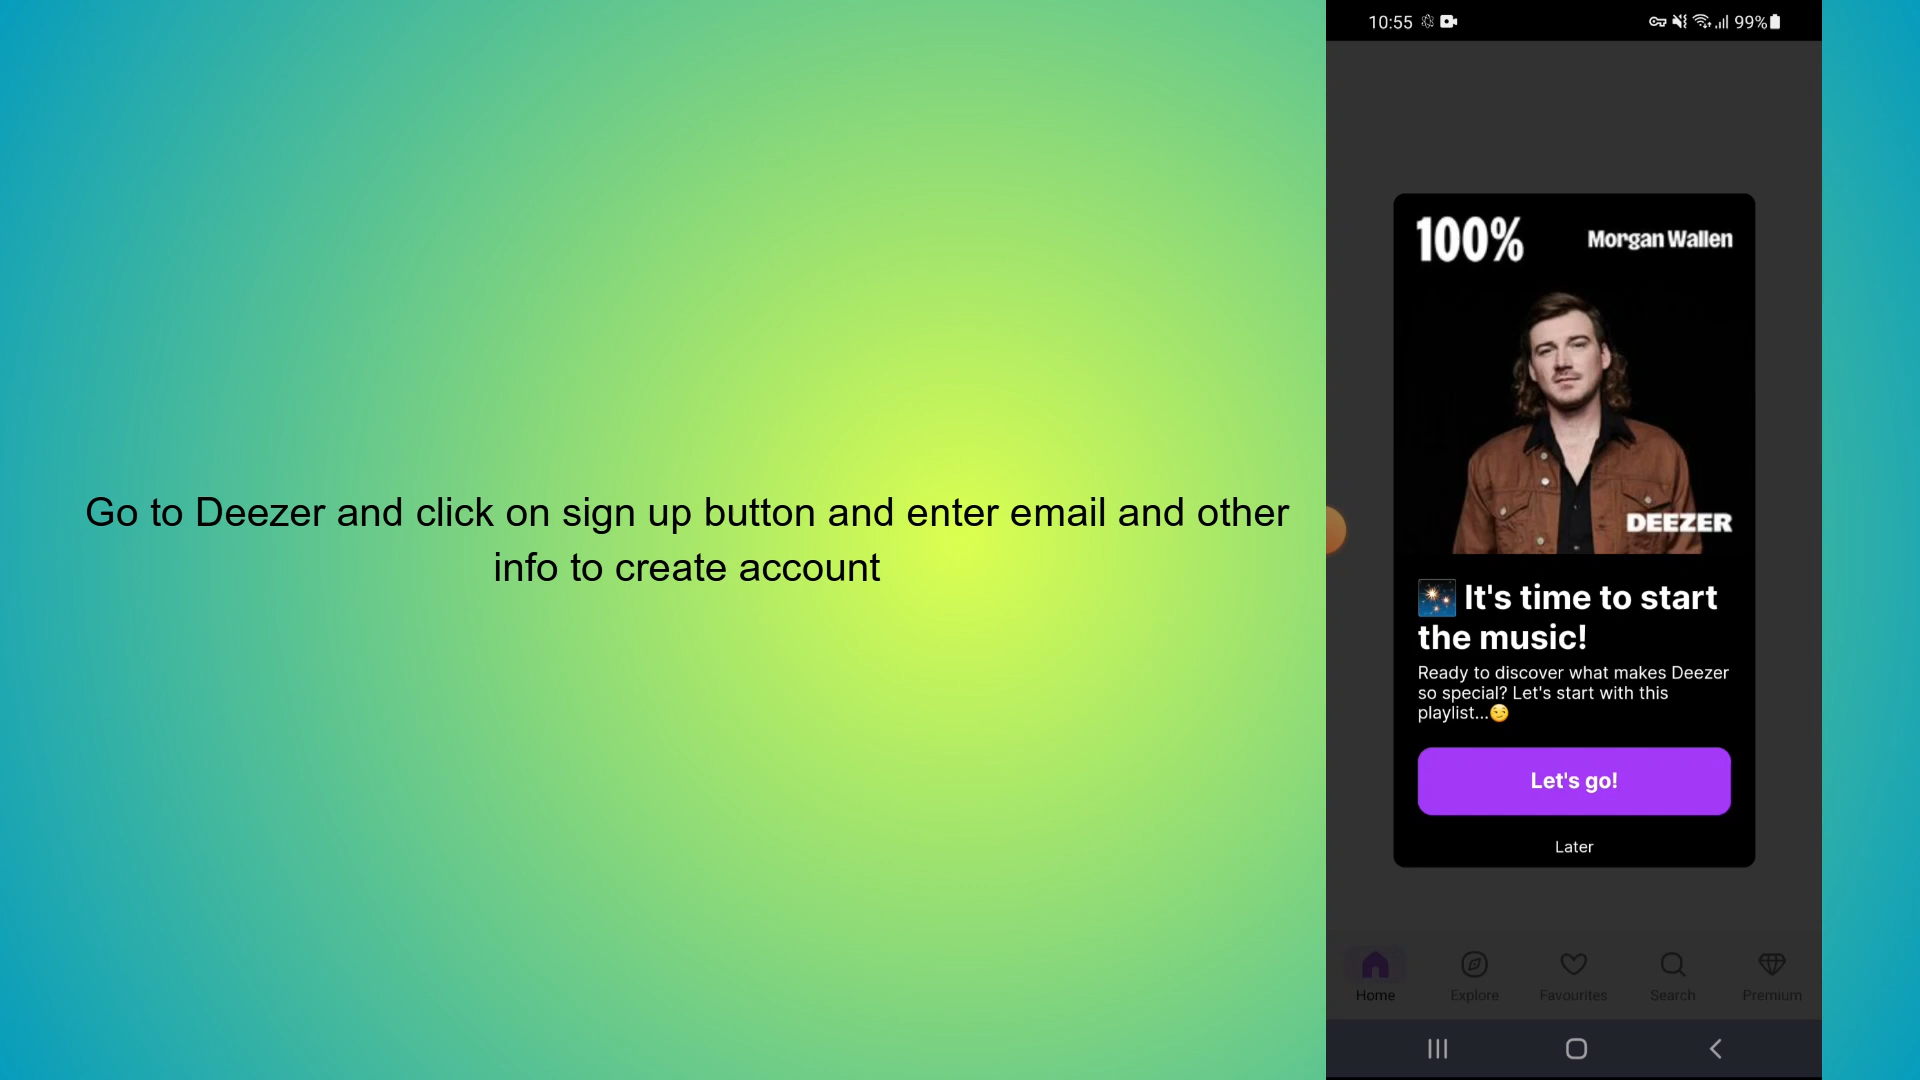 Go to Deezer and click on sign up button and enter email and other
info to create account
10:55
99%
100%
Morgan Wallen
DEEZER
It's time to start
the music!
Ready to discover what makes Deezer
so special? Let's start with this
playlist...
Let's go!
Later
Home
Explore
Favourites
Search
Premium